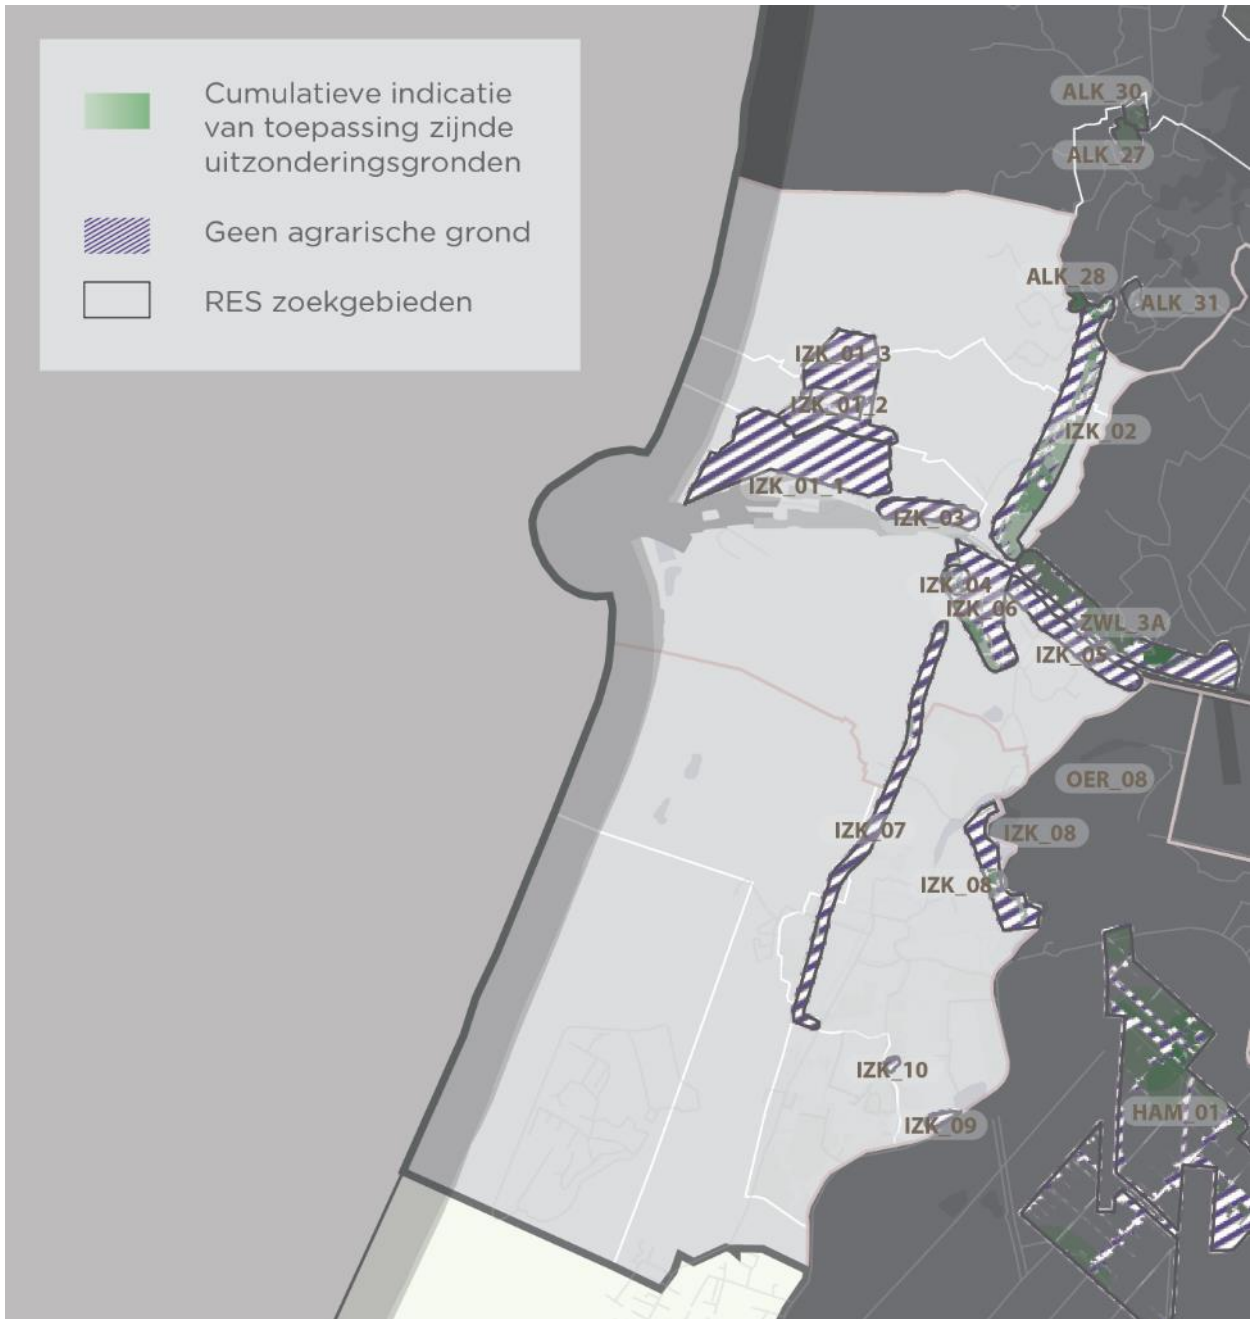 Cumulatieve indicatie
van toepassing zijnde
uitzonderingsgronden
Geen agrarische grond
RES zoekgebieden
ALK_30
ALK_27
ALK_28
ALK_31
IZK_01_3
IZK_01_2
IZK_02
IZK_01_1
IZK_03
IZK_04
IZK_06
ZWL_3A
IZK_05
OER_08
IZK_07
IZK_08
IZK_08
IZK_10
HAM_01
IZK_09